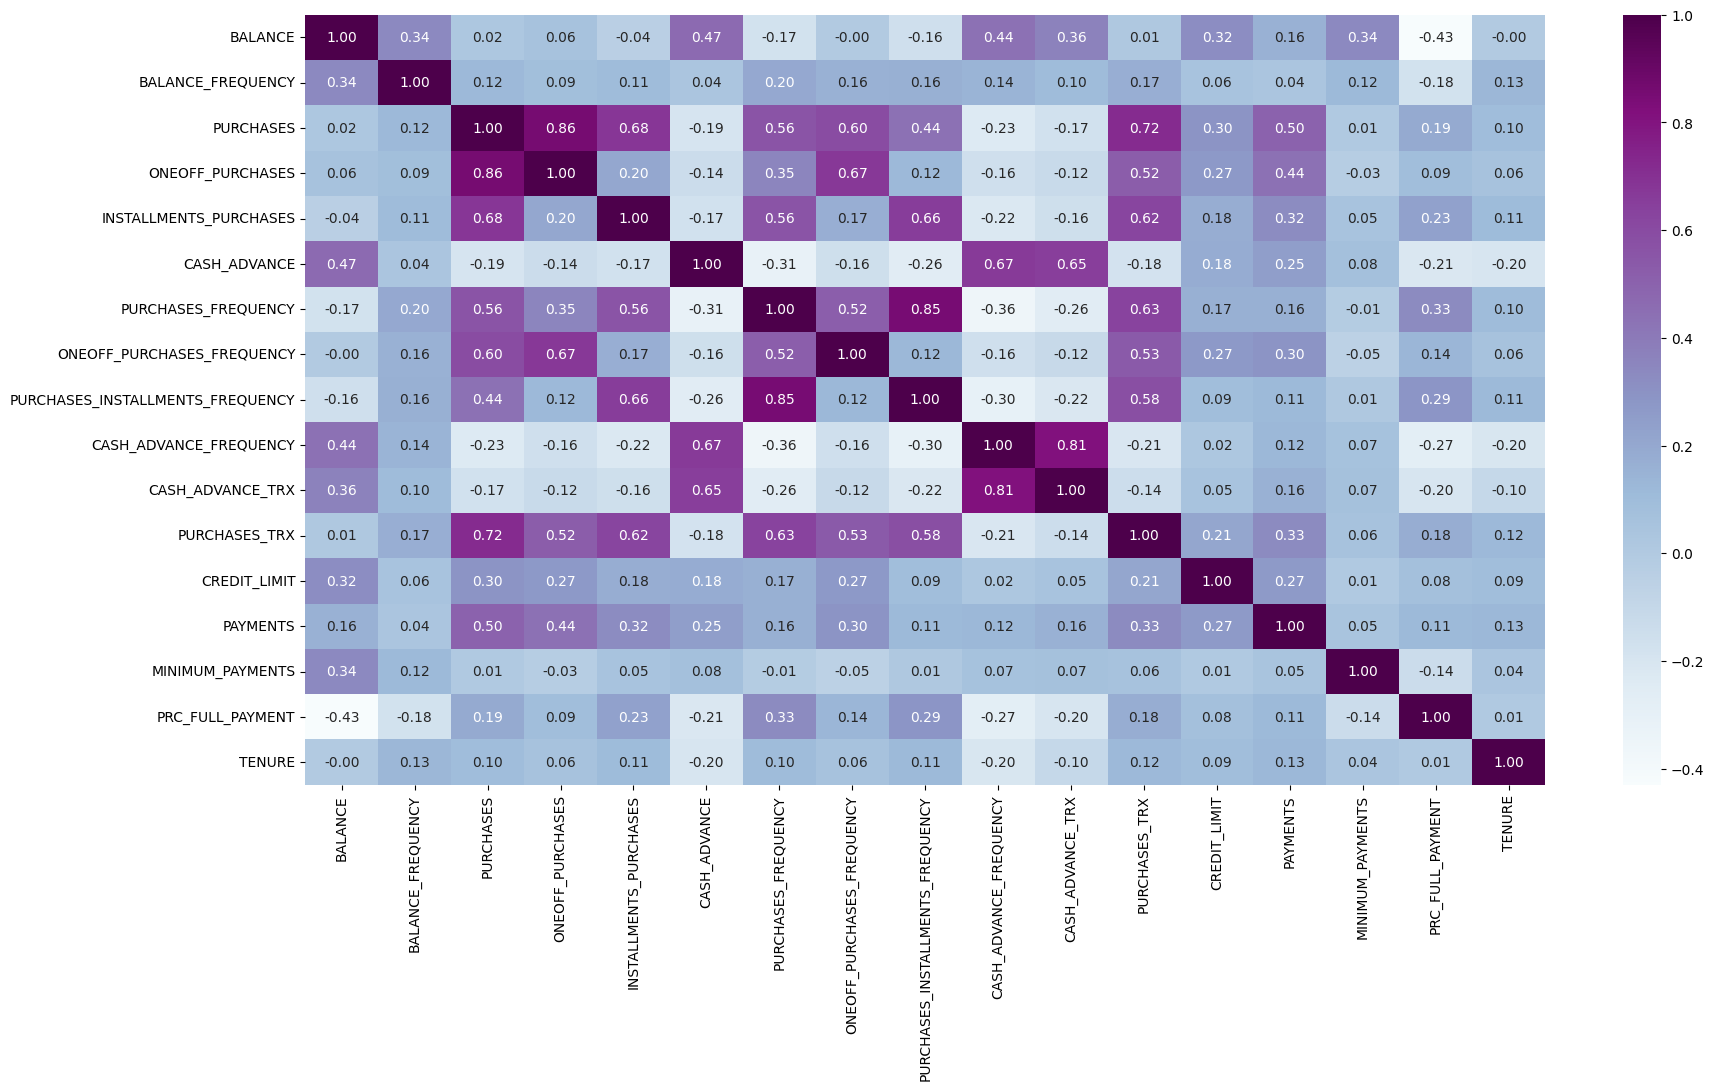 BALANCE 1.00 0.34 0.02 0.06 -0.04 0.47 -0.17 -0.00 -0.16 0.44 0.36 0.01 0.32 0.16 0.34 -0.43 -0.00
BALANCE_FREQUENCY 0.34 1.00 0.12 0.09 0.11 0.04 0.20 0.16 0.16 0.14 0.10 0.17 0.06 0.04 0.12 -0.18 0.13
PURCHASES 0.02 0.12 1.00 0.86 0.68 -0.19 0.56 0.60 0.44 -0.23 -0.17 0.72 0.30 0.50 0.01 0.19 0.10
ONEOFF_PURCHASES 0.06 0.09 0.86 1.00 0.20 -0.14 0.35 0.67 0.12 -0.16 -0.12 0.52 0.27 0.44 -0.03 0.09 0.06
INSTALLMENTS_PURCHASES -0.04 0.11 0.68 0.20 1.00 -0.17 0.56 0.17 0.66 -0.22 -0.16 0.62 0.18 0.32 0.05 0.23 0.11
CASH_ADVANCE 0.47 0.04 -0.19 -0.14 -0.17 1.00 -0.31 -0.16 -0.26 0.67 0.65 -0.18 0.18 0.25 0.08 -0.21 -0.20
PURCHASES_FREQUENCY -0.17 0.20 0.56 0.35 0.56 -0.31 1.00 0.52 0.85 -0.36 -0.26 0.63 0.17 0.16 -0.01 0.33 0.10
ONEOFF_PURCHASES_FREQUENCY -0.00 0.16 0.60 0.67 0.17 -0.16 0.52 1.00 0.12 -0.16 -0.12 0.53 0.27 0.30 -0.05 0.14 0.06
PURCHASES_INSTALLMENTS_FREQUENCY -0.16 0.16 0.44 0.12 0.66 -0.26 0.85 0.12 1.00 -0.30 -0.22 0.58 0.09 0.11 0.01 0.29 0.11
CASH_ADVANCE_FREQUENCY 0.44 0.14 -0.23 -0.16 -0.22 0.67 -0.36 -0.16 -0.30 1.00 0.81 -0.21 0.02 0.12 0.07 -0.27 -0.20
CASH_ADVANCE_TRX 0.36 0.10 -0.17 -0.12 -0.16 0.65 -0.26 -0.12 -0.22 0.81 1.00 -0.14 0.05 0.16 0.07 -0.20 -0.10
PURCHASES_TRX 0.01 0.17 0.72 0.52 0.62 -0.18 0.63 0.53 0.58 -0.21 -0.14 1.00 0.21 0.33 0.06 0.18 0.12
CREDIT_LIMIT 0.32 0.06 0.30 0.27 0.18 0.18 0.17 0.27 0.09 0.02 0.05 0.21 1.00 0.27 0.01 0.08 0.09
PAYMENTS 0.16 0.04 0.50 0.44 0.32 0.25 0.16 0.30 0.11 0.12 0.16 0.33 0.27 1.00 0.05 0.11 0.13
MINIMUM_PAYMENTS 0.34 0.12 0.01 -0.03 0.05 0.08 -0.01 -0.05 0.01 0.07 0.07 0.06 0.01 0.05 1.00 -0.14 0.04
PRC_FULL_PAYMENT -0.43 -0.18 0.19 0.09 0.23 -0.21 0.33 0.14 0.29 -0.27 -0.20 0.18 0.08 0.11 -0.14 1.00 0.01
TENURE -0.00 0.13 0.10 0.06 0.11 -0.20 0.10 0.06 0.11 -0.20 -0.10 0.12 0.09 0.13 0.04 0.01 1.00
BALANCE
BALANCE_FREQUENCY
PURCHASES
ONEOFF_PURCHASES
INSTALLMENTS_PURCHASES
CASH_ADVANCE
PURCHASES_FREQUENCY
ONEOFF_PURCHASES_FREQUENCY
PURCHASES_INSTALLMENTS_FREQUENCY
CASH_ADVANCE_FREQUENCY
CASH_ADVANCE_TRX
PURCHASES_TRX
CREDIT_LIMIT
PAYMENTS
MINIMUM_PAYMENTS
PRC_FULL_PAYMENT
TENURE
1.0
0.8
0.6
0.4
0.2
0.0
−0.2
−0.4